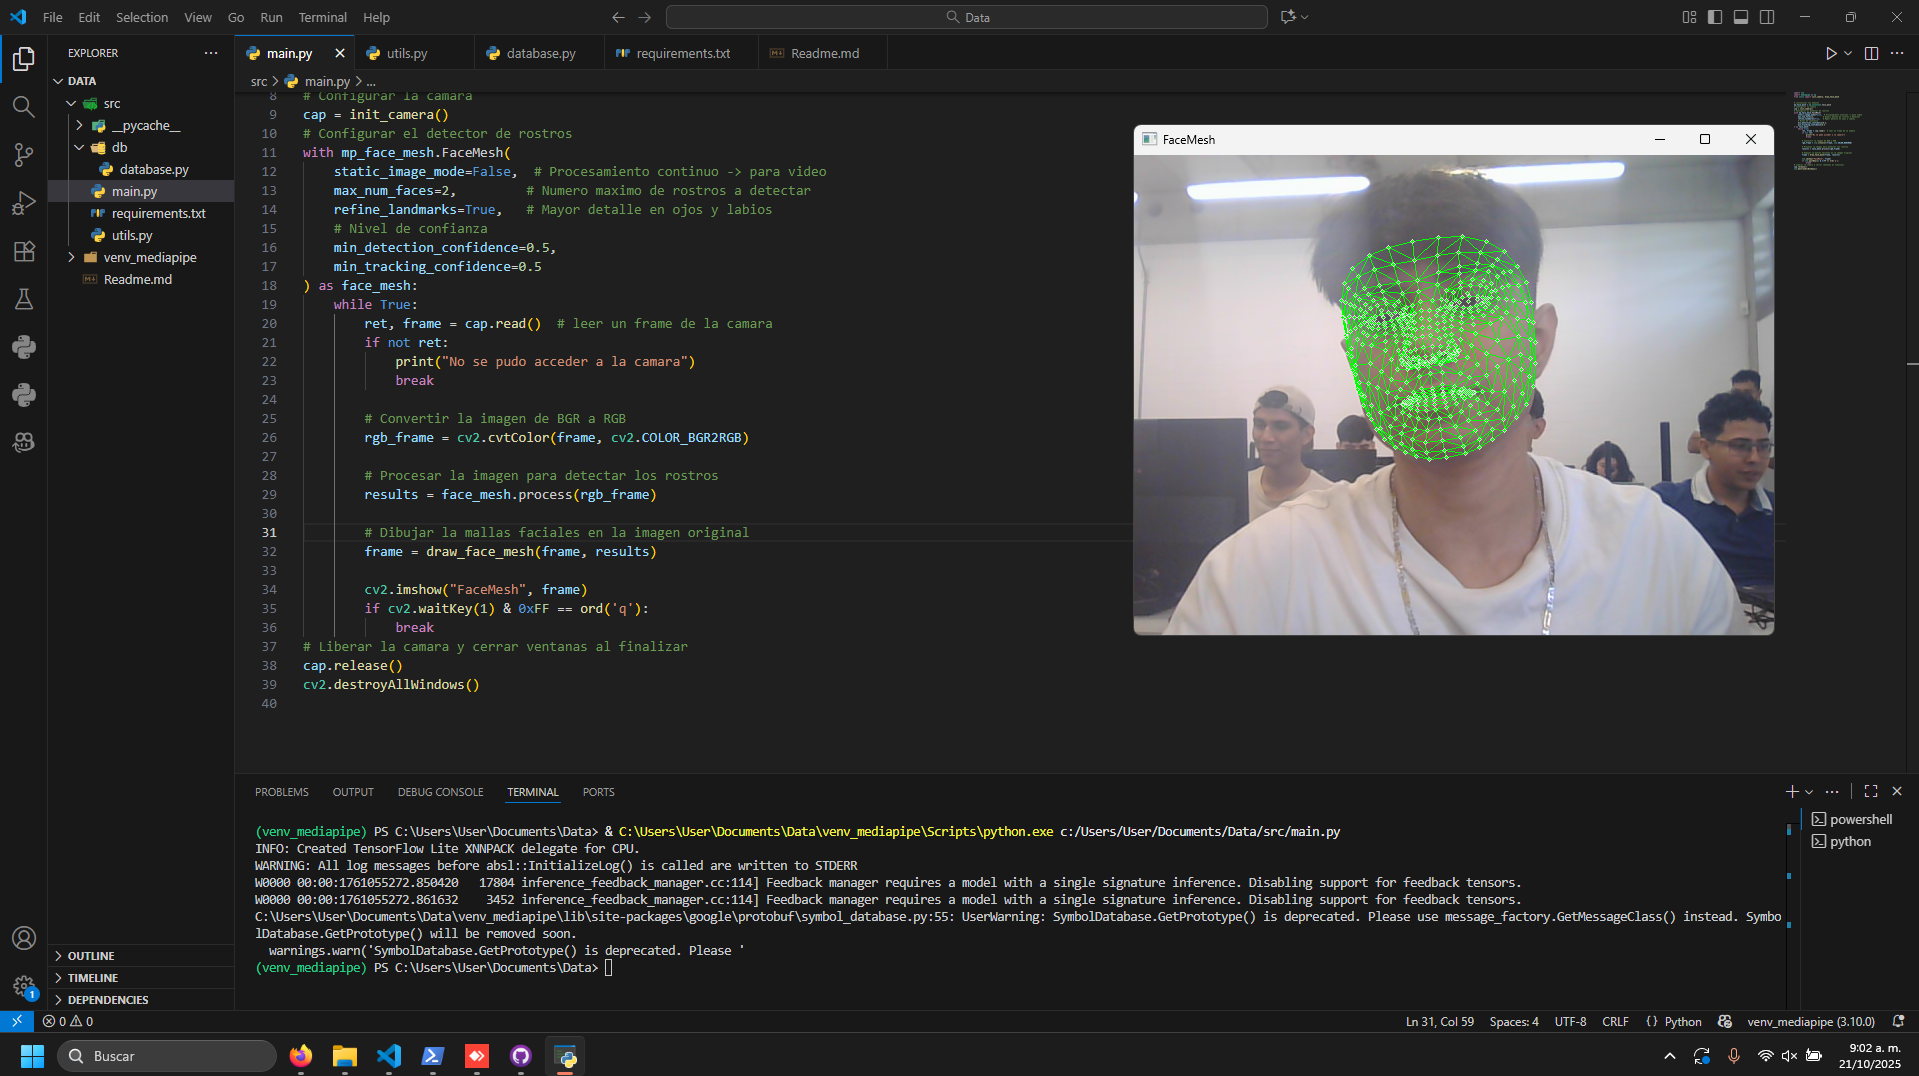 File Edit Selection View Go Run Terminal Help
Data
EXPLORER
DATA
src
__pycache__
db
database.py
main.py
requirements.txt
utils.py
venv_mediapipe
Readme.md
OUTLINE
TIMELINE
DEPENDENCIES
main.py utils.py database.py requirements.txt Readme.md
src > main.py > ...
8 # Configurar la camara
9 cap = init_camera()
10 # Configurar el detector de rostros
11 with mp_face_mesh.FaceMesh(
12 static_image_mode=False, # Procesamiento continuo -> para video
13 max_num_faces=2, # Numero maximo de rostros a detectar
14 refine_landmarks=True, # Mayor detalle en ojos y labios
15 # Nivel de confianza
16 min_detection_confidence=0.5,
17 min_tracking_confidence=0.5
18 ) as face_mesh:
19 while True:
20 ret, frame = cap.read() # leer un frame de la camara
21 if not ret:
22 print("No se pudo acceder a la camara")
23 break
24
25 # Convertir la imagen de BGR a RGB
26 rgb_frame = cv2.cvtColor(frame, cv2.COLOR_BGR2RGB)
27
28 # Procesar la imagen para detectar los rostros
29 results = face_mesh.process(rgb_frame)
30
31 # Dibujar la mallas faciales en la imagen original
32 frame = draw_face_mesh(frame, results)
33
34 cv2.imshow("FaceMesh", frame)
35 if cv2.waitKey(1) & 0xFF == ord('q'):
36 break
37 # Liberar la camara y cerrar ventanas al finalizar
38 cap.release()
39 cv2.destroyAllWindows()
40
FaceMesh
PROBLEMS OUTPUT DEBUG CONSOLE TERMINAL PORTS
(venv_mediapipe) PS C:\Users\User\Documents\Data> & C:\Users\User\Documents\Data\venv_mediapipe\Scripts\python.exe c:/Users/User/Documents/Data/src/main.py
INFO: Created TensorFlow Lite XNNPACK delegate for CPU.
WARNING: All log messages before absl::InitializeLog() is called are written to STDERR
W0000 00:00:1761055272.850420 17804 inference_feedback_manager.cc:114] Feedback manager requires a model with a single signature inference. Disabling support for feedback tensors.
W0000 00:00:1761055272.861632 3452 inference_feedback_manager.cc:114] Feedback manager requires a model with a single signature inference. Disabling support for feedback tensors.
C:\Users\User\Documents\Data\venv_mediapipe\lib\site-packages\google\protobuf\symbol_database.py:55: UserWarning: SymbolDatabase.GetPrototype() is deprecated. Please use message_factory.GetMessageClass() instead. Symbo
lDatabase.GetPrototype() will be removed soon.
warnings.warn('SymbolDatabase.GetPrototype() is deprecated. Please '
(venv_mediapipe) PS C:\Users\User\Documents\Data>
powershell
python
1
0 0
Ln 31, Col 59 Spaces: 4 UTF-8 CRLF {} Python venv_mediapipe (3.10.0)
Buscar
9:02 a. m.
21/10/2025